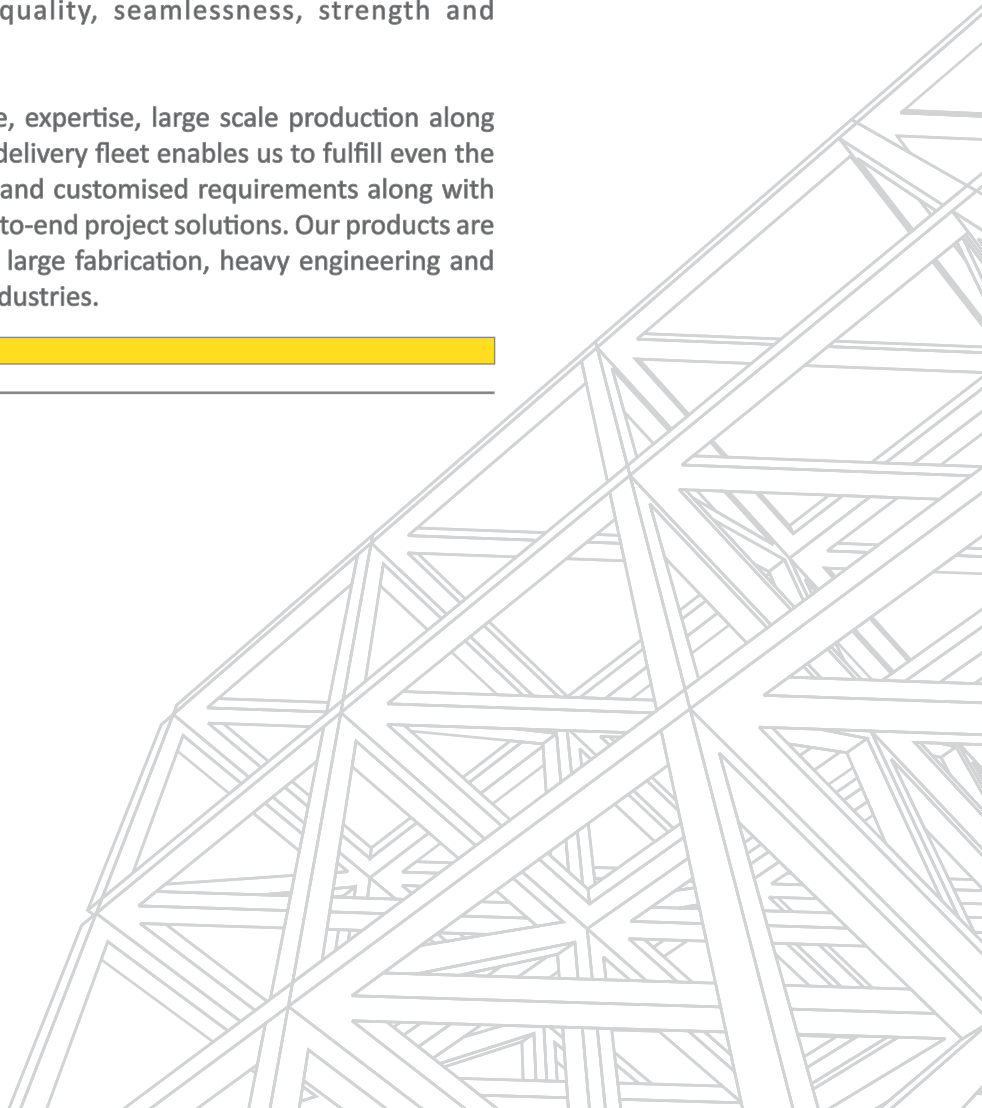 quality, seamlessness, strength and
e, expertise, large scale production along
delivery fleet enables us to fulfill even the
and customised requirements along with
to-end project solutions. Our products are
large fabrication, heavy engineering and
dustries.